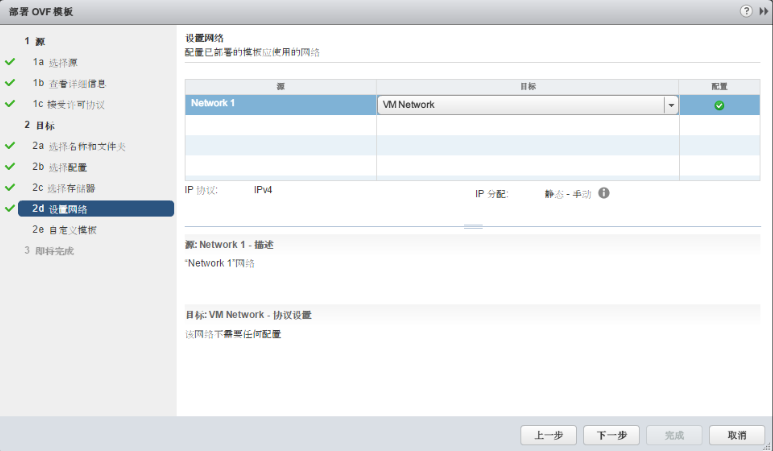 部署 OVF 模板
?
1 源
1a 选择源
1b 查看详细信息
1c 接受许可协议
2 目标
2a 选择名称和文件夹
2b 选择配置
2c 选择存储器
2d 设置网络
2e 自定义模板
3 即将完成
设置网络
配置已部署的模板应使用的网络
源 目标 配置
Network 1 VM Network
IP 协议: IPv4 IP 分配: 静态 - 手动
源: Network 1 - 描述
“Network 1”网络
目标: VM Network - 协议设置
该网络不需要任何配置
上一步 下一步 完成 取消